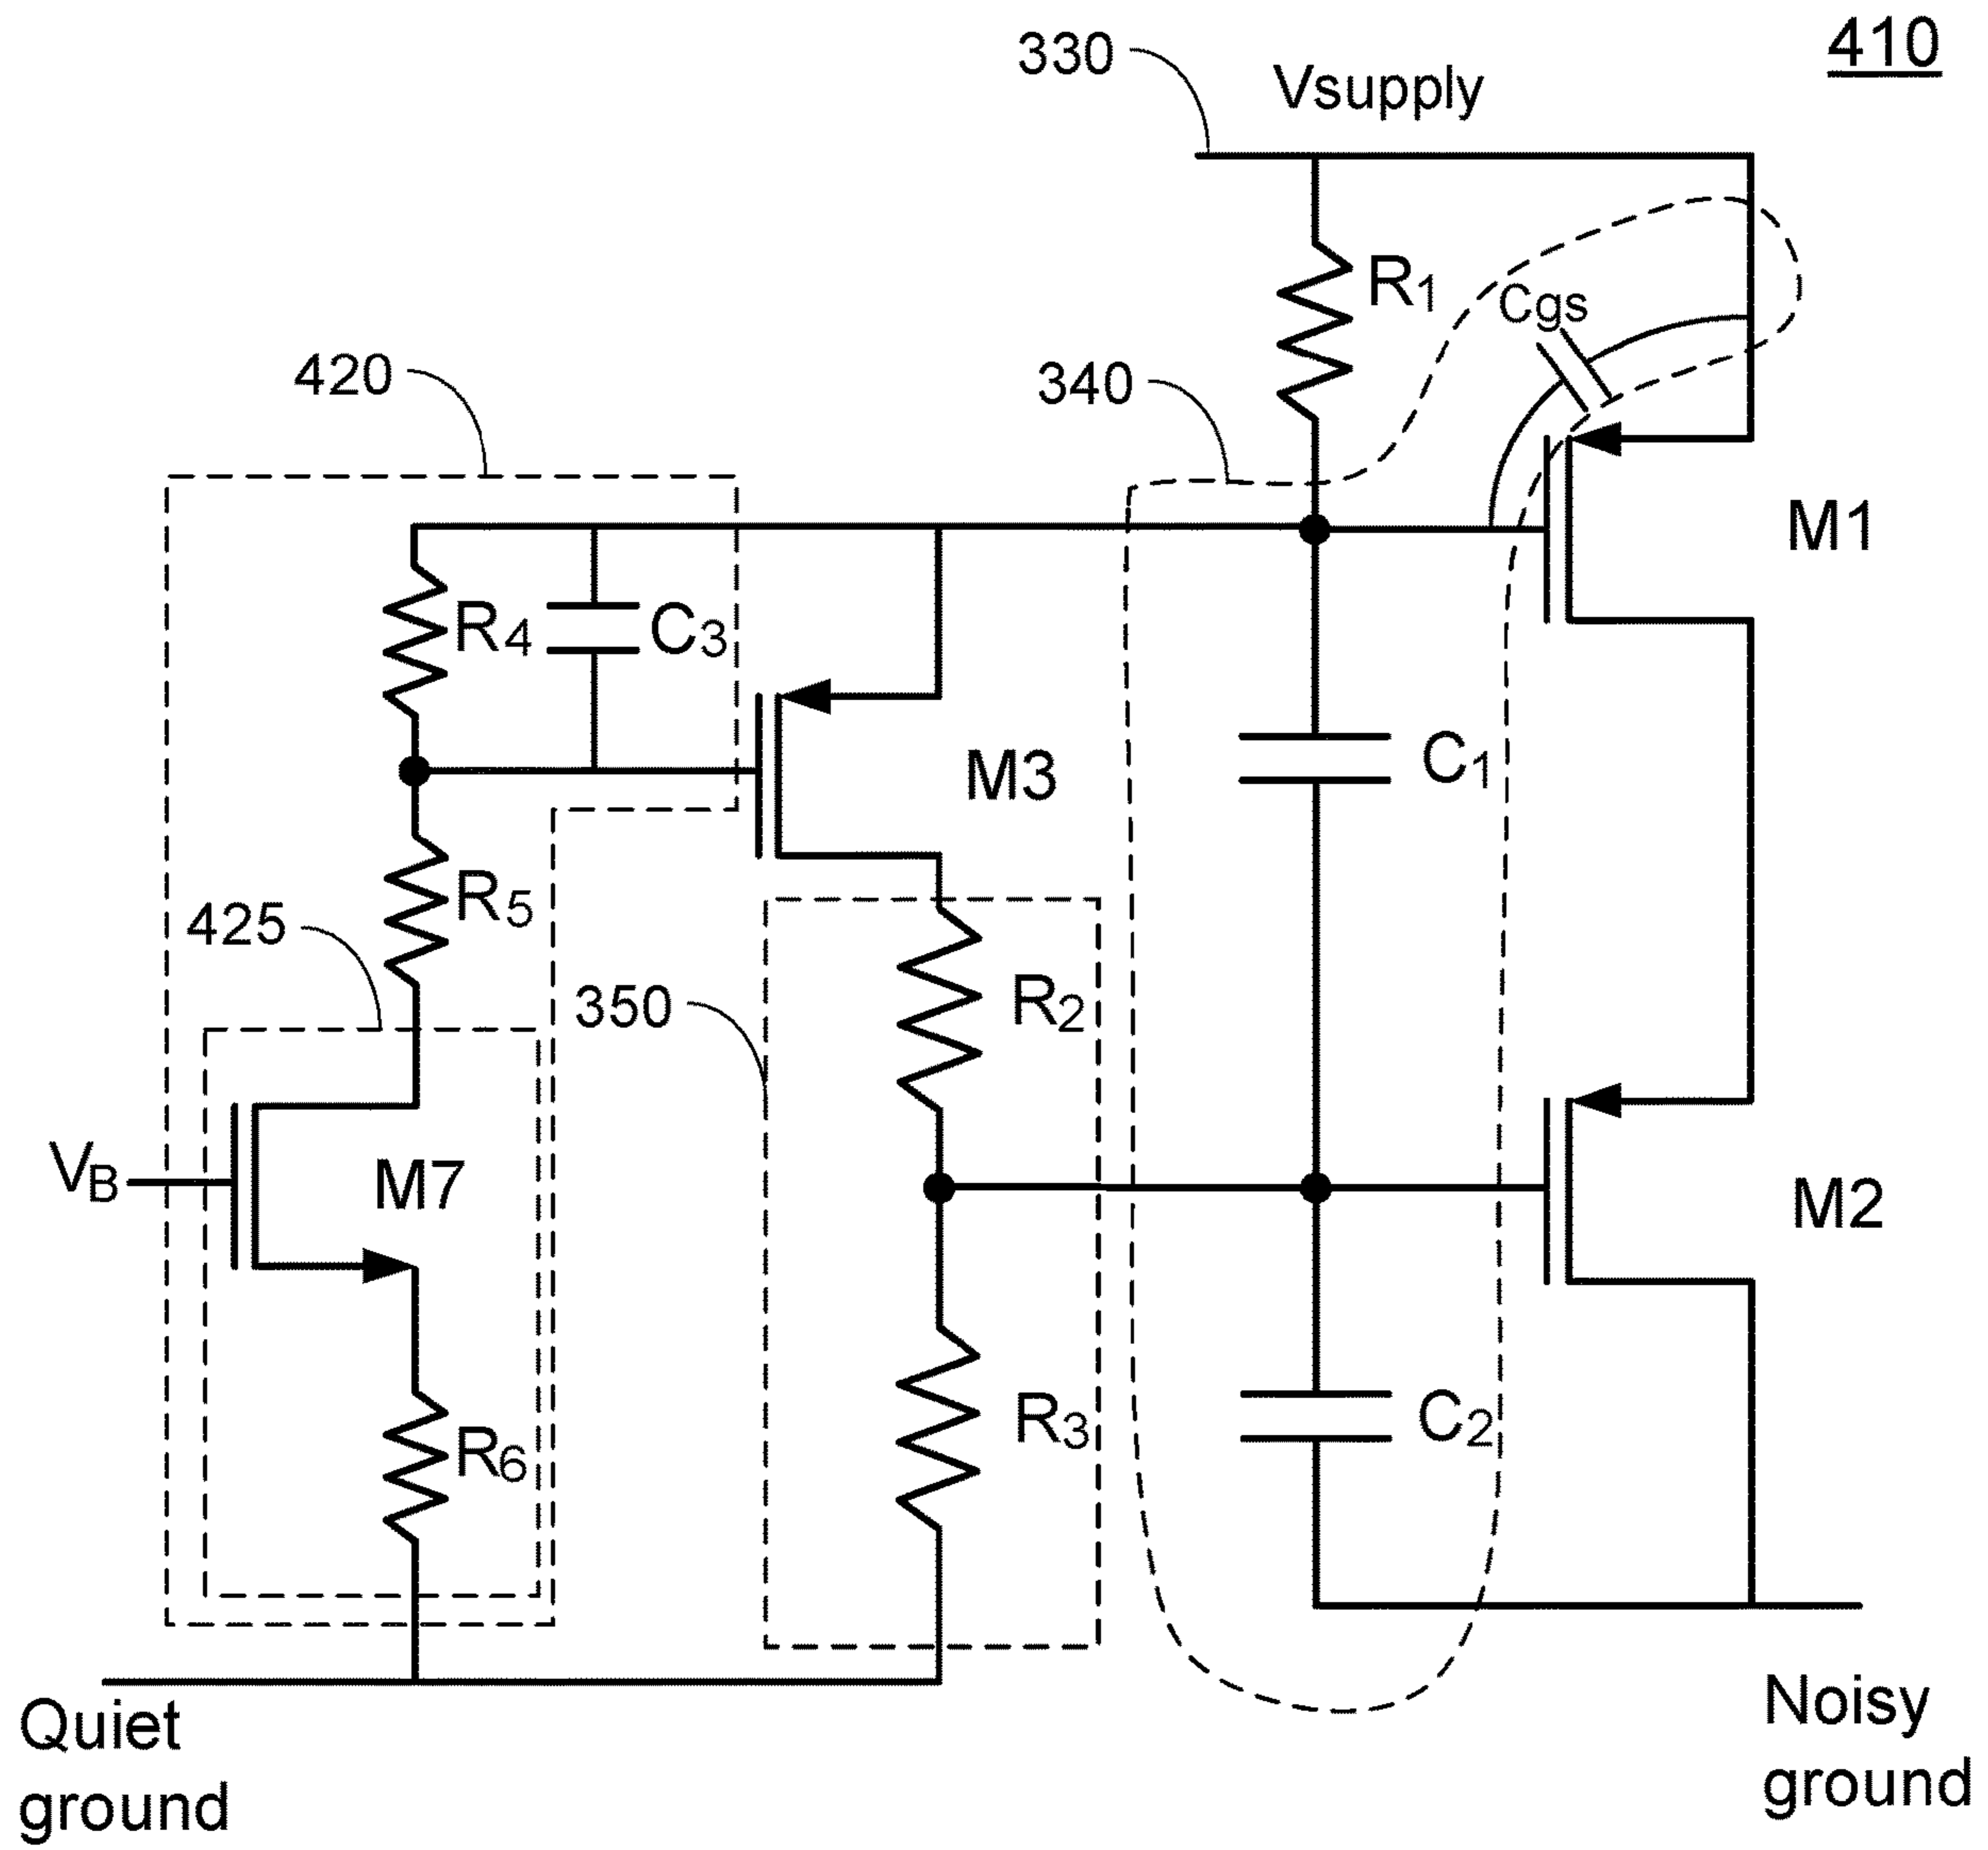 410
330
Vsupply
R1
Cgs
340
420
M1
R4
C3
M3
C1
R5
425
350
R2
VB
M7
M2
R3
C2
R6
Quiet
ground
Noisy
ground